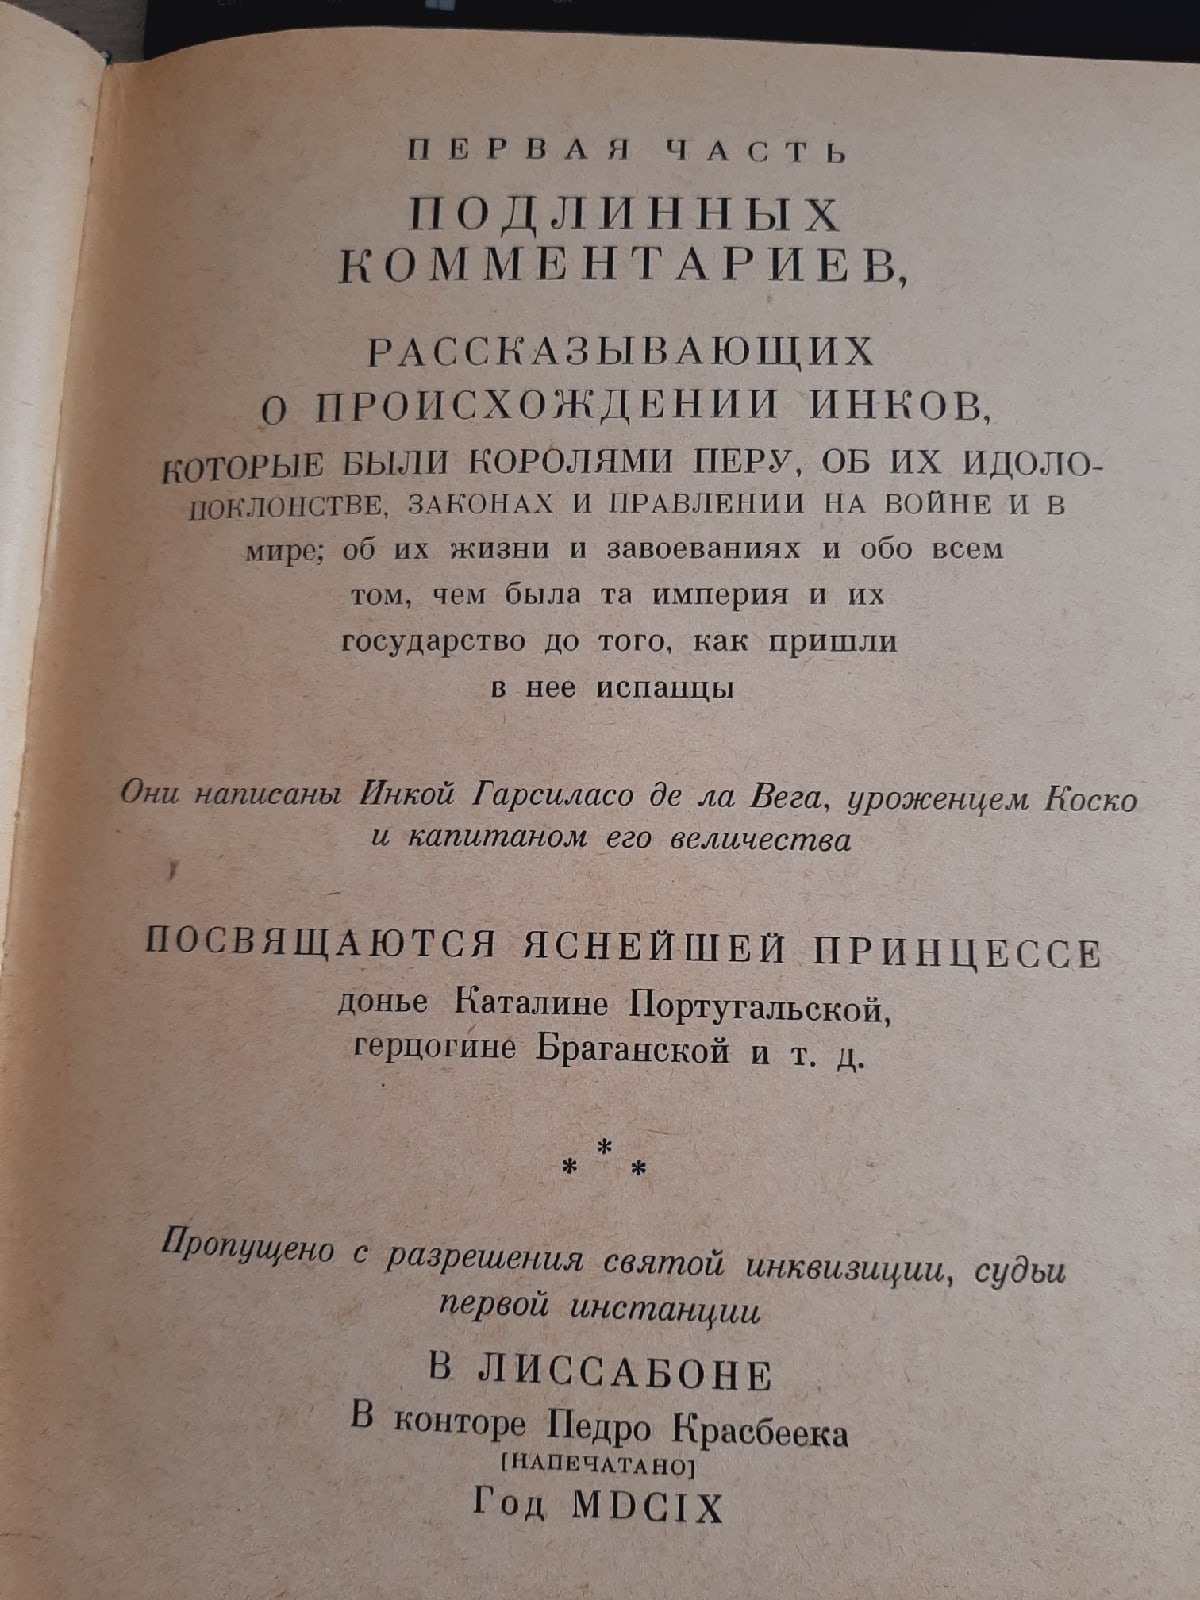 ПЕРВАЯ ЧАСТЬ
ПОДЛИННЫХ
КОММЕНТАРИЕВ,
РАССКАЗЫВАЮЩИХ
О ПРОИСХОЖДЕНИИ ИНКОВ,
КОТОРЫЕ БЫЛИ КОРОЛЯМИ ПЕРУ, ОБ ИХ ИДОЛО-
ПОКЛОНСТВЕ, ЗАКОНАХ И ПРАВЛЕНИИ НА ВОЙНЕ И В
мире; об их жизни и завоеваниях и обо всем
том, чем была та империя и их
государство до того, как пришли
в нее испанцы
Они написаны Инкой Гарсиласо де ла Вега, уроженцем Коско
и капитаном его величества
ПОСВЯЩАЮТСЯ ЯСНЕЙШЕЙ ПРИНЦЕССЕ
донье Каталине Португальской,
герцогине Браганской и т. д.
* * *
Пропущено с разрешения святой инквизиции, судьи
первой инстанции
В ЛИССАБОНЕ
В конторе Педро Красбеека
[НАПЕЧАТАНО]
Год MDCIX